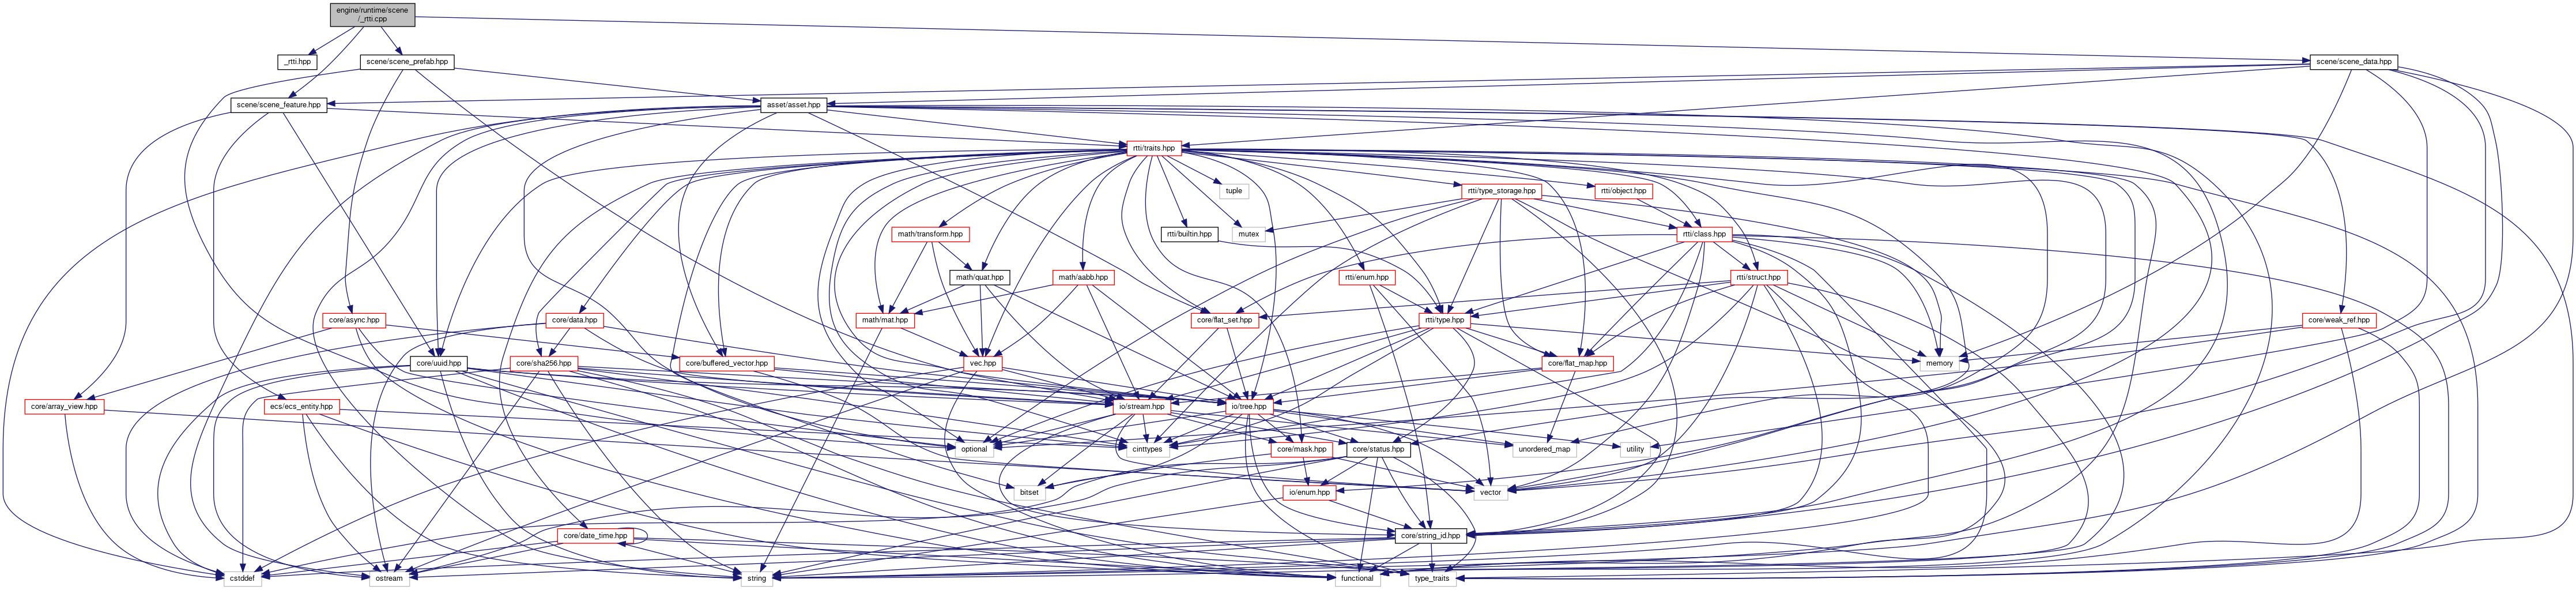 engine/runtime/scene
/_rtti.cpp
_rtti.hpp
scene/scene_prefab.hpp
scene/scene_data.hpp
scene/scene_feature.hpp
asset/asset.hpp
rtti/traits.hpp
tuple
rtti/type_storage.hpp
rtti/object.hpp
math/transform.hpp
rtti/builtin.hpp
mutex
rtti/class.hpp
math/quat.hpp
math/aabb.hpp
rtti/enum.hpp
rtti/struct.hpp
core/async.hpp
core/data.hpp
math/mat.hpp
core/flat_set.hpp
rtti/type.hpp
core/weak_ref.hpp
core/uuid.hpp
core/sha256.hpp
core/buffered_vector.hpp
vec.hpp
core/flat_map.hpp
memory
core/array_view.hpp
ecs/ecs_entity.hpp
io/stream.hpp
io/tree.hpp
optional
cinttypes
core/mask.hpp
core/status.hpp
unordered_map
utility
bitset
io/enum.hpp
vector
core/date_time.hpp
core/string_id.hpp
cstddef
ostream
string
functional
type_traits